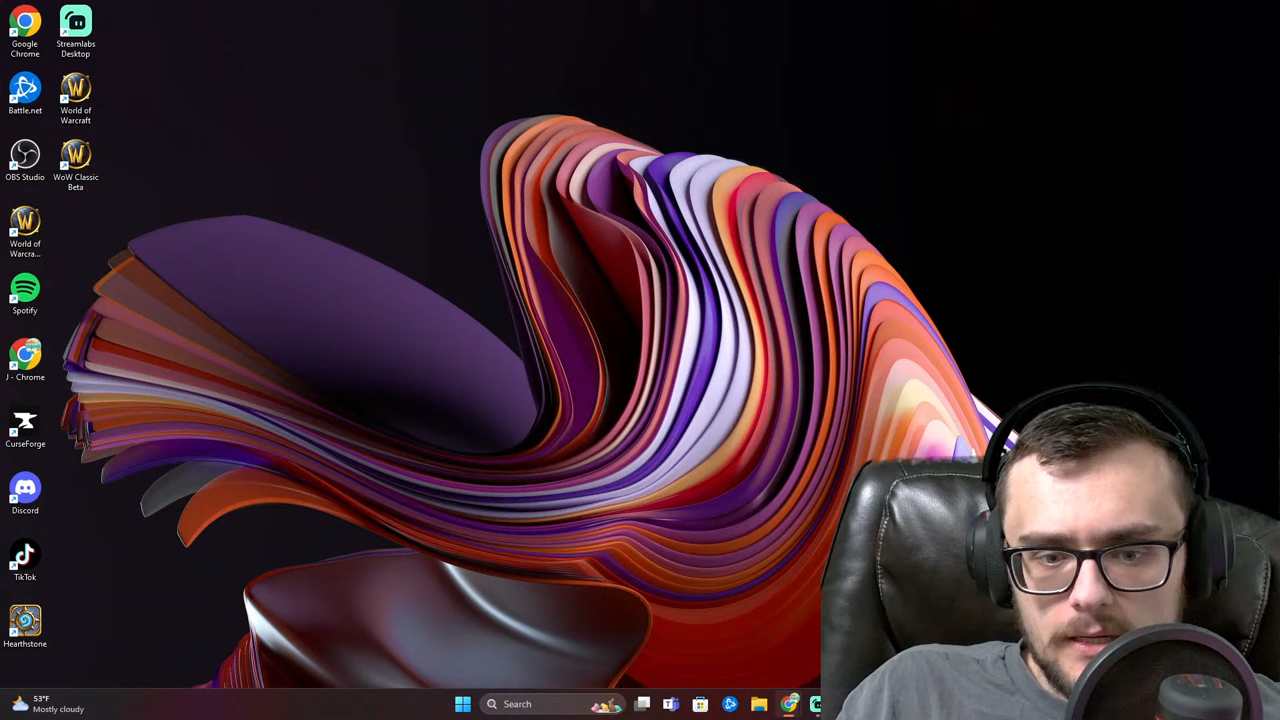 Google
Chrome
Streamlabs
Desktop
Battle.net
World of
Warcraft
OBS Studio
WoW Classic
Beta
World of
Warcra...
Spotify
J - Chrome
CurseForge
Discord
TikTok
Hearthstone
53°F
Mostly cloudy
Search